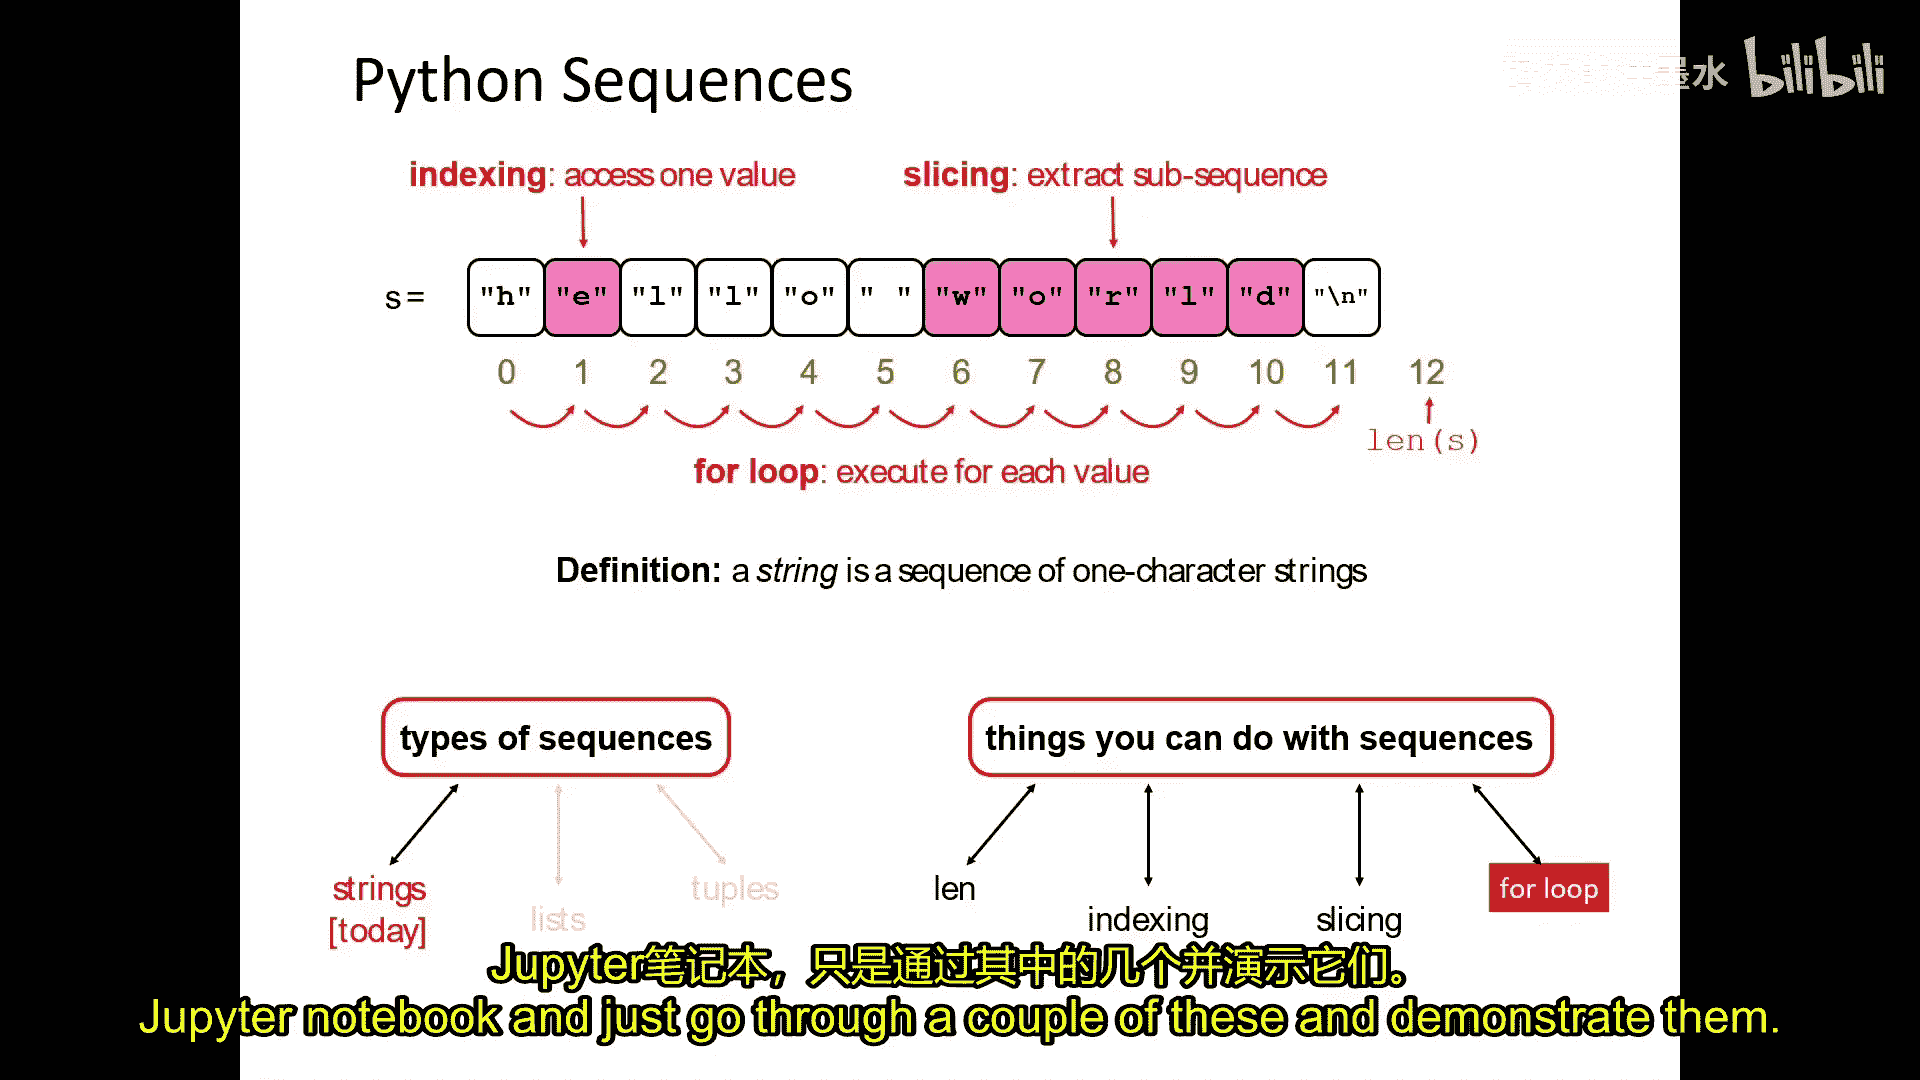 Python Sequences
墨水 bilibili
indexing: access one value
slicing: extract sub-sequence
s= "h" "e" "l" "l" "o" " " "w" "o" "r" "l" "d" "\n"
0 1 2 3 4 5 6 7 8 9 10 11 12
len(s)
for loop: execute for each value
Definition: a string is a sequence of one-character strings
types of sequences
things you can do with sequences
strings
[today]
lists
tuples
len
indexing
slicing
for loop
Jupyter笔记本，只是通过其中的几个并演示它们。
Jupyter notebook and just go through a couple of these and demonstrate them.